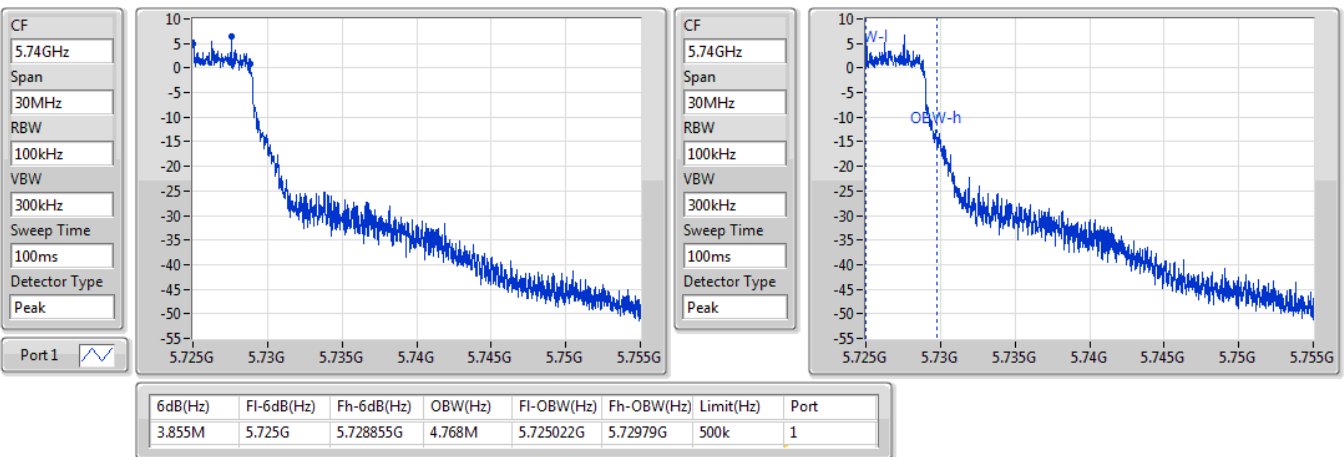 CF
5.74GHz
Span
30MHz
RBW
100kHz
VBW
300kHz
Sweep Time
100ms
Detector Type
Peak
Port 1
10
5
0
-5
-10
-15
-20
-25
-30
-35
-40
-45
-50
-55
5.725G 5.73G 5.735G 5.74G 5.745G 5.75G 5.755G
CF
5.74GHz
Span
30MHz
RBW
100kHz
VBW
300kHz
Sweep Time
100ms
Detector Type
Peak
10
5
0
-5
-10
-15
-20
-25
-30
-35
-40
-45
-50
-55
W-l
OBW-h
5.725G 5.73G 5.735G 5.74G 5.745G 5.75G 5.755G
6dB(Hz) Fl-6dB(Hz) Fh-6dB(Hz) OBW(Hz) Fl-OBW(Hz) Fh-OBW(Hz) Limit(Hz) Port
3.855M 5.725G 5.728855G 4.768M 5.725022G 5.72979G 500k 1